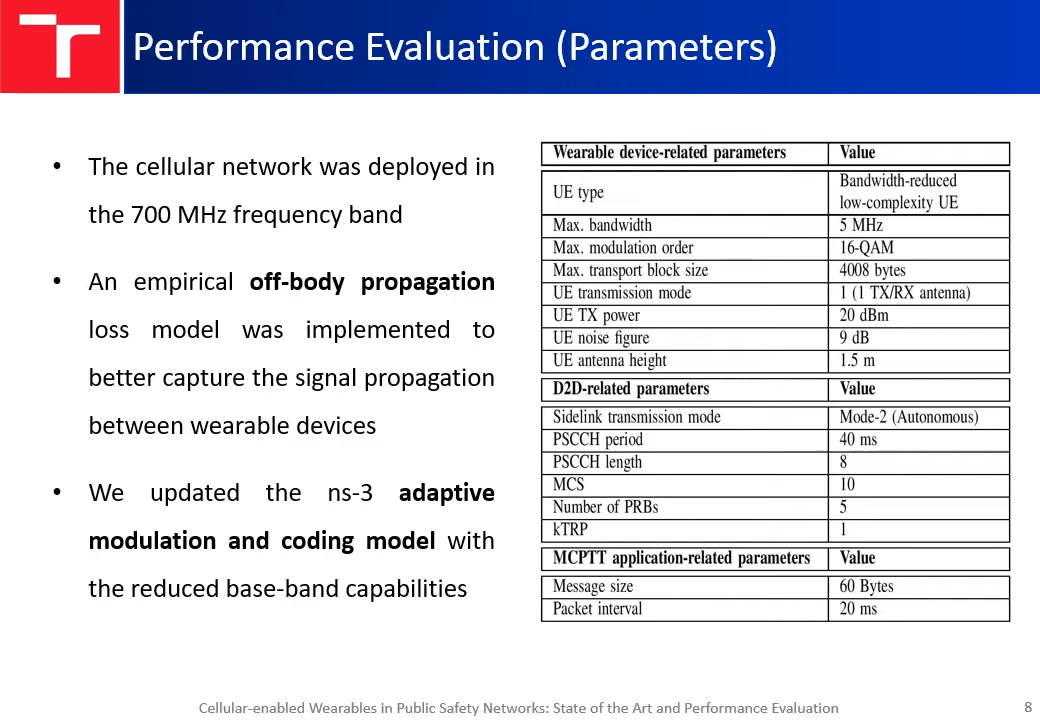 Performance Evaluation (Parameters)
• The cellular network was deployed in
the 700 MHz frequency band
• An empirical off-body propagation
loss model was implemented to
better capture the signal propagation
between wearable devices
• We updated the ns-3 adaptive
modulation and coding model with
the reduced base-band capabilities
Wearable device-related parameters Value
UE type Bandwidth-reduced
low-complexity UE
Max. bandwidth 5 MHz
Max. modulation order 16-QAM
Max. transport block size 4008 bytes
UE transmission mode 1 (1 TX/RX antenna)
UE TX power 20 dBm
UE noise figure 9 dB
UE antenna height 1.5 m
D2D-related parameters Value
Sidelink transmission mode Mode-2 (Autonomous)
PSCCH period 40 ms
PSCCH length 8
MCS 10
Number of PRBs 5
kTRP 1
MCPTT application-related parameters Value
Message size 60 Bytes
Packet interval 20 ms
Cellular-enabled Wearables in Public Safety Networks: State of the Art and Performance Evaluation
8